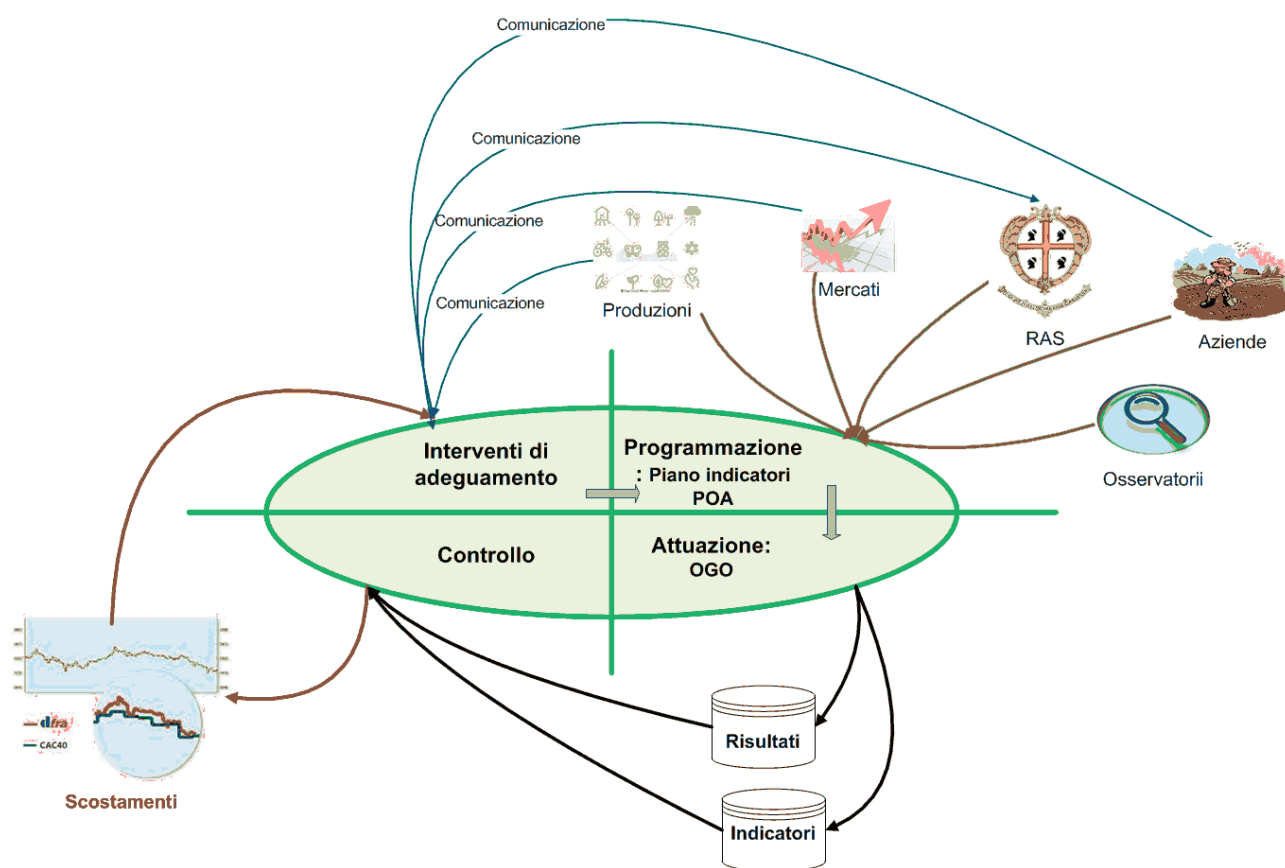 Comunicazione
Comunicazione
Comunicazione
Comunicazione
Produzioni
Mercati
RAS
Aziende
Osservatorii
Interventi di
adeguamento
Programmazione
: Piano indicatori
POA
Controllo
Attuazione:
OGO
dfra
CAC40
Scostamenti
Risultati
Indicatori